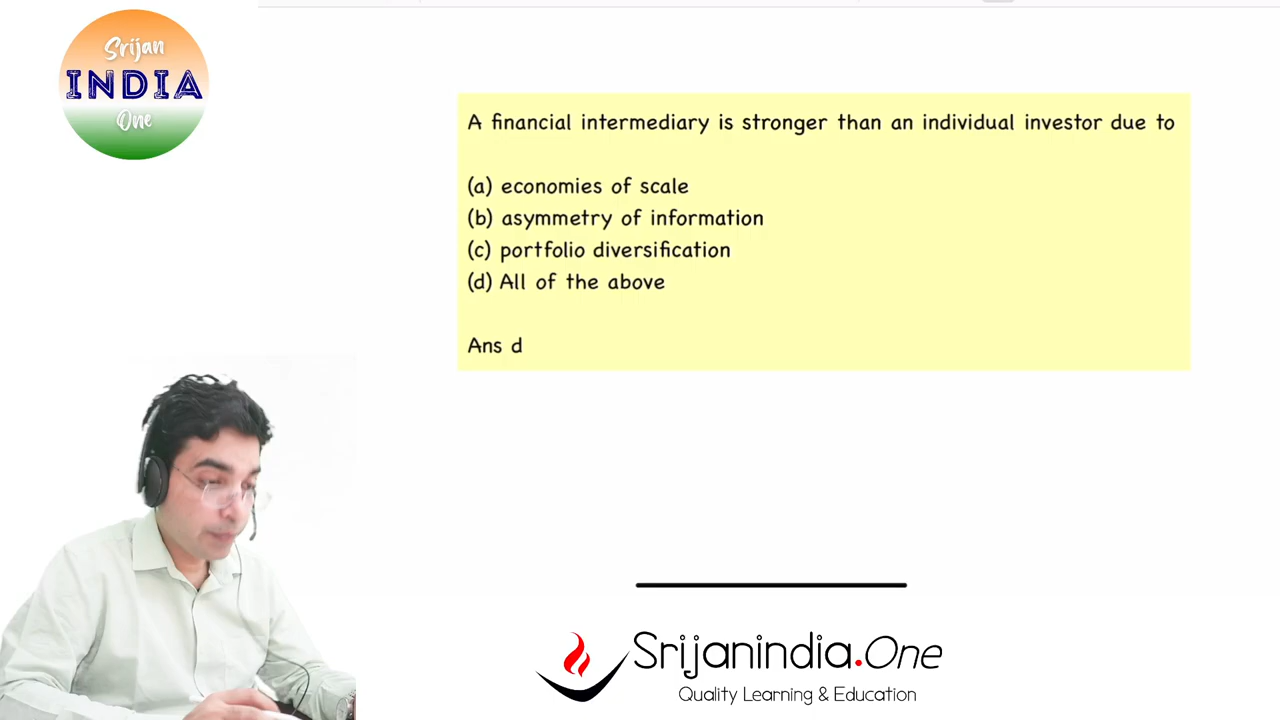 Srijan
INDIA
One
A financial intermediary is stronger than an individual investor due to
(a) economies of scale
(b) asymmetry of information
(c) portfolio diversification
(d) All of the above
Ans d
Srijanindia.One
Quality Learning & Education